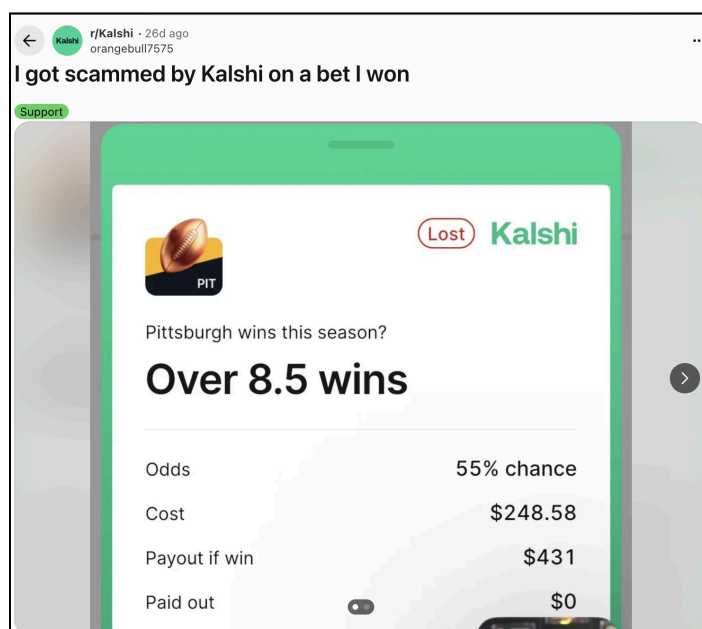 r/Kalshi • 26d ago
Kalshi
orangebull7575
I got scammed by Kalshi on a bet I won
Support
Lost Kalshi
PIT
Pittsburgh wins this season?
Over 8.5 wins
Odds 55% chance
Cost $248.58
Payout if win $431
Paid out $0